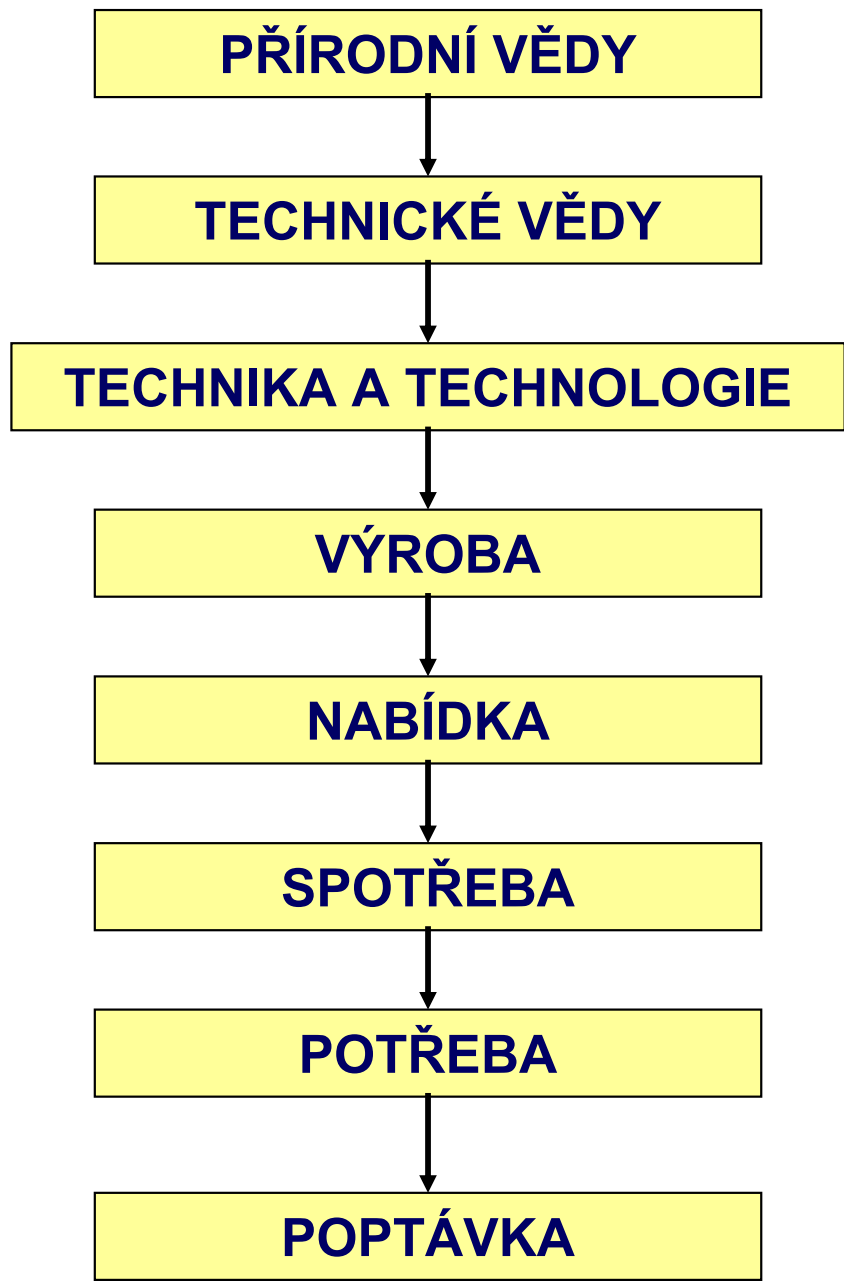 PŘÍRODNÍ VĚDY
TECHNICKÉ VĚDY
TECHNIKA A TECHNOLOGIE
VÝROBA
NABÍDKA
SPOTŘEBA
POTŘEBA
POPTÁVKA